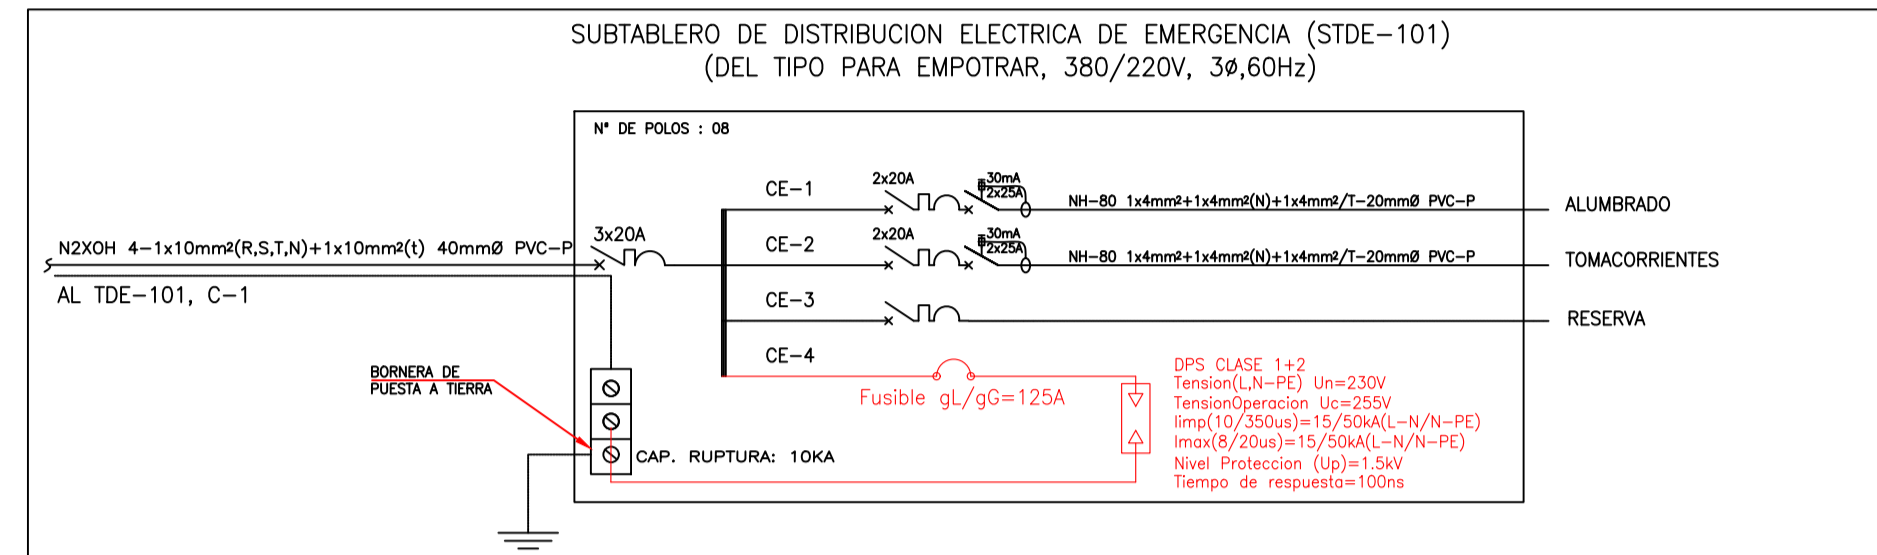 SUBTABLERO DE DISTRIBUCION ELECTRICA DE EMERGENCIA (STDE-101)
(DEL TIPO PARA EMPOTRAR, 380/220V, 3ø,60Hz)
N° DE POLOS : 08
CE-1
2x20A
30mA
2x25A
NH-80 1x4mm²+1x4mm²(N)+1x4mm²/T-20mmØ PVC-P
ALUMBRADO
N2XOH 4-1x10mm²(R,S,T,N)+1x10mm²(t) 40mmØ PVC-P
3x20A
CE-2
2x20A
30mA
2x25A
NH-80 1x4mm²+1x4mm²(N)+1x4mm²/T-20mmØ PVC-P
TOMACORRIENTES
AL TDE-101, C-1
CE-3
RESERVA
CE-4
Fusible gL/gG=125A
BORNERA DE
PUESTA A TIERRA
CAP. RUPTURA: 10KA
DPS CLASE 1+2
Tension(L,N-PE) Un=230V
TensionOperacion Uc=255V
Iimp(10/350us)=15/50kA(L-N/N-PE)
Imax(8/20us)=15/50kA(L-N/N-PE)
Nivel Proteccion (Up)=1.5kV
Tiempo de respuesta=100ns